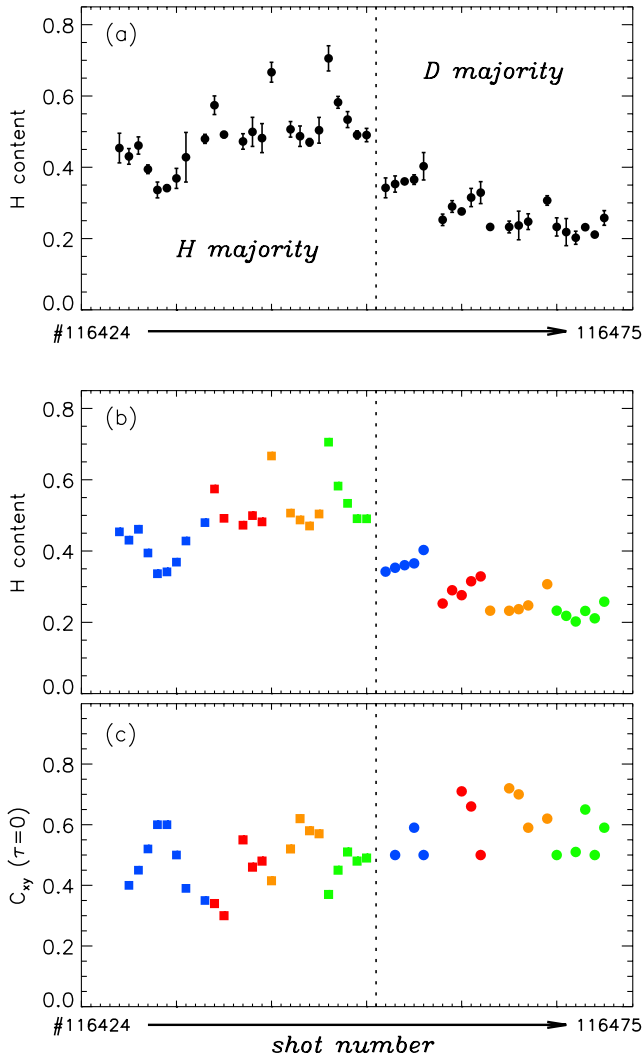 (a)
D majority
H majority
H content
0.8
0.6
0.4
0.2
0.0
#116424
116475
(b)
H content
0.8
0.6
0.4
0.2
0.0
(c)
Cxy (τ=0)
0.8
0.6
0.4
0.2
0.0
#116424
116475
shot number